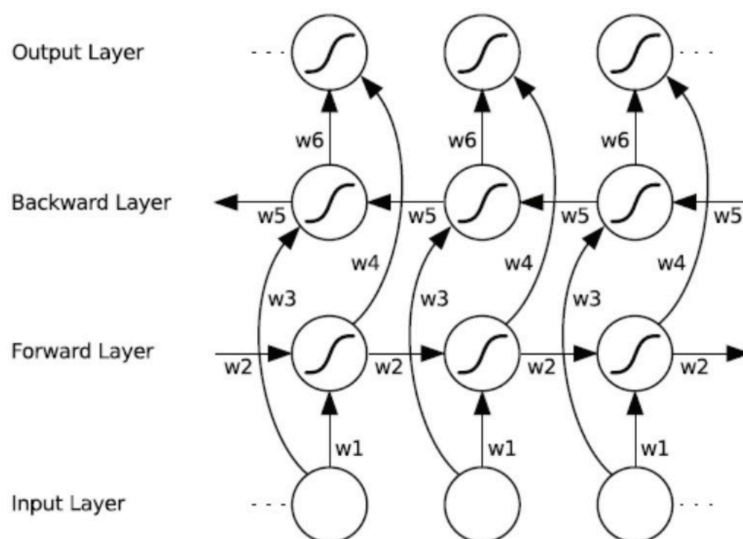 Output Layer
w6 w6 w6
Backward Layer
w5 w5 w5 w5
w4 w4 w4
w3 w3 w3
Forward Layer
w2 w2 w2 w2
w1 w1 w1
Input Layer